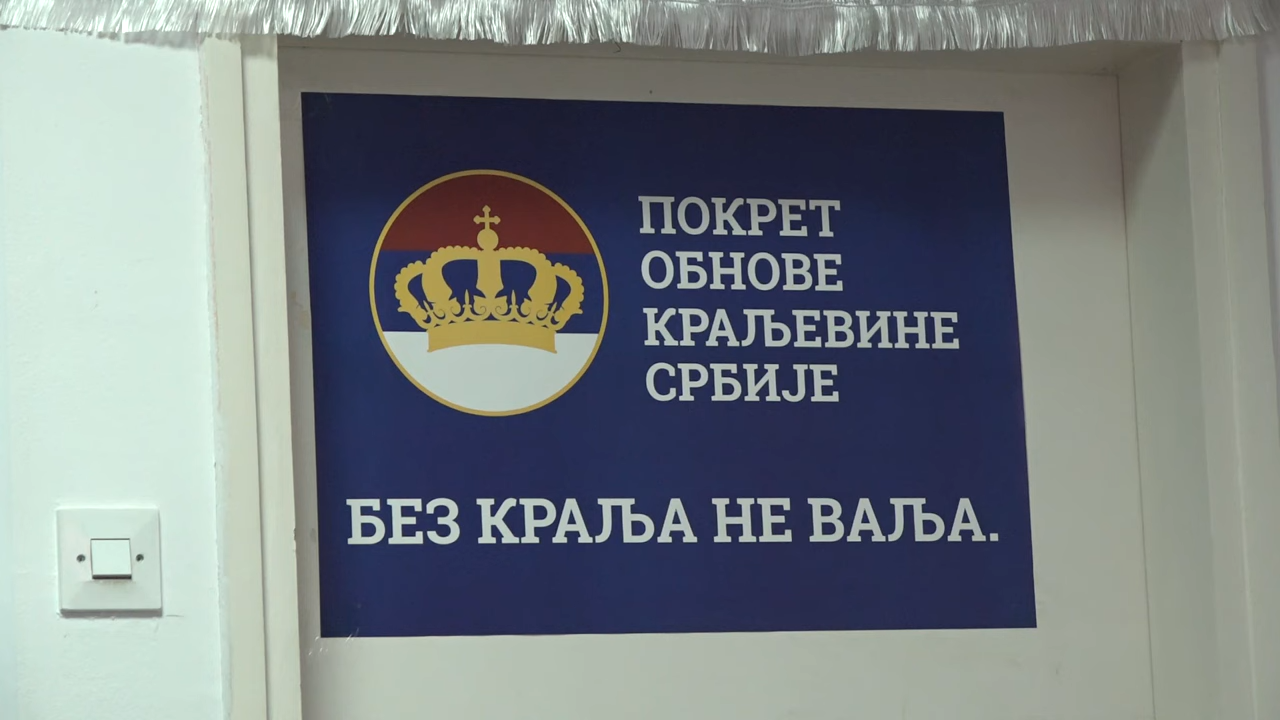 ПОКРЕТ
ОБНОВЕ
КРАЉЕВИНЕ
СРБИЈЕ
БЕЗ КРАЉА НЕ ВАЉА.